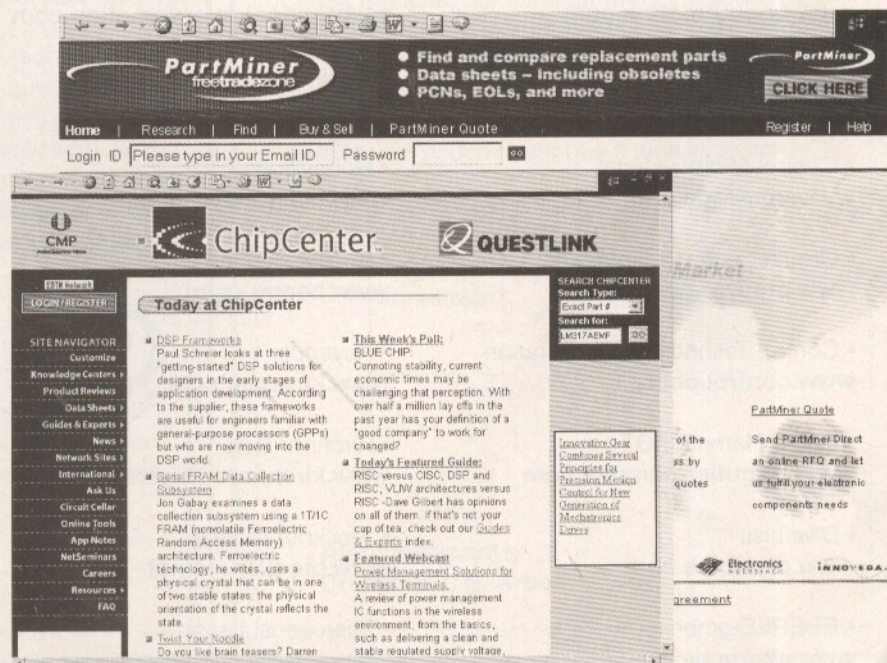 PartMiner
freetradezone
Find and compare replacement parts
Data sheets – including obsoletes
PCNs, EOLs, and more
PartMiner
CLICK HERE
Home | Research | Find | Buy & Sell | PartMiner Quote
Register | Help
Login ID Please type in your Email ID Password GO
CMP
ChipCenter.
QUESTLINK
EDTN Network
LOGIN/REGISTER
SITE NAVIGATOR
Customize
Knowledge Centers
Product Reviews
Data Sheets
Guides & Experts
News
Network Sites
International
Ask Us
Circuit Cellar
Online Tools
App Notes
NetSeminars
Careers
Resources
FAQ
Today at ChipCenter
DSP Frameworks
Paul Schreier looks at three
"getting-started" DSP solutions for
designers in the early stages of
application development. According
to the supplier, these frameworks
are useful for engineers familiar with
general-purpose processors (GPPs)
but who are now moving into the
DSP world.
Serial FRAM Data Collection
Subsystem
Jon Gabay examines a data
collection subsystem using a 1T/1C
FRAM (nonvolatile Ferroelectric
Random Access Memory)
architecture. Ferroelectric
technology, he writes, uses a
physical crystal that can be in one
of two stable states; the physical
orientation of the crystal reflects the
state.
Twist Your Noodle
Do you like brain teasers? Darren
This Week's Poll:
BLUE CHIP:
Connoting stability, current
economic times may be
challenging that perception. With
over half a million lay offs in the
past year has your definition of a
"good company" to work for
changed?
Today's Featured Guide:
RISC versus CISC, DSP and
RISC, VLIW architectures versus
RISC -Dave Gilbert has opinions
on all of them. If that's not your
cup of tea, check out our Guides
& Experts index.
Featured Webcast
Power Management Solutions for
Wireless Terminals.
A review of power management
IC functions in the wireless
environment, from the basics,
such as delivering a clean and
stable regulated supply voltage,
SEARCH CHIPCENTER
Search Type:
Exact Part #
Search for:
LM317AEMP GO
Innovative Gear
Combines Several
Principles for
Precision Motion
Control for New
Generation of
Mechatronics
Drives
Market
of the
ss by
quotes
PartMiner Quote
Send PartMiner Direct
an online RFQ and let
us fulfill your electronic
components needs
Electronics
WORKBENCH
INNOVEDA.
greement